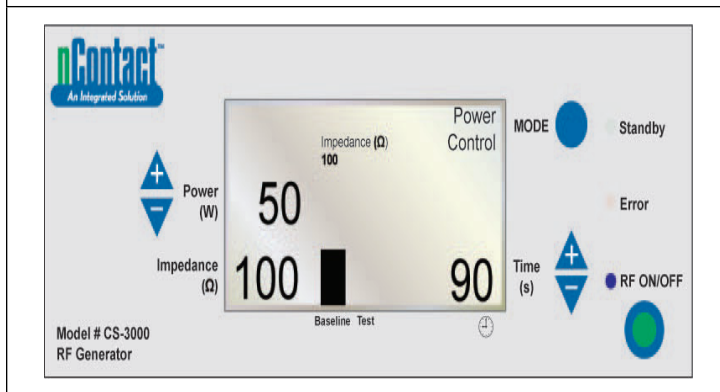 nContact™
An Integrated Solution
Power
Control
Impedance (Ω)
100
MODE
Standby
+
Power
(W)
50
−
Error
Impedance
(Ω)
100
90
Time
(s)
+
−
RF ON/OFF
Baseline Test
Model # CS-3000
RF Generator